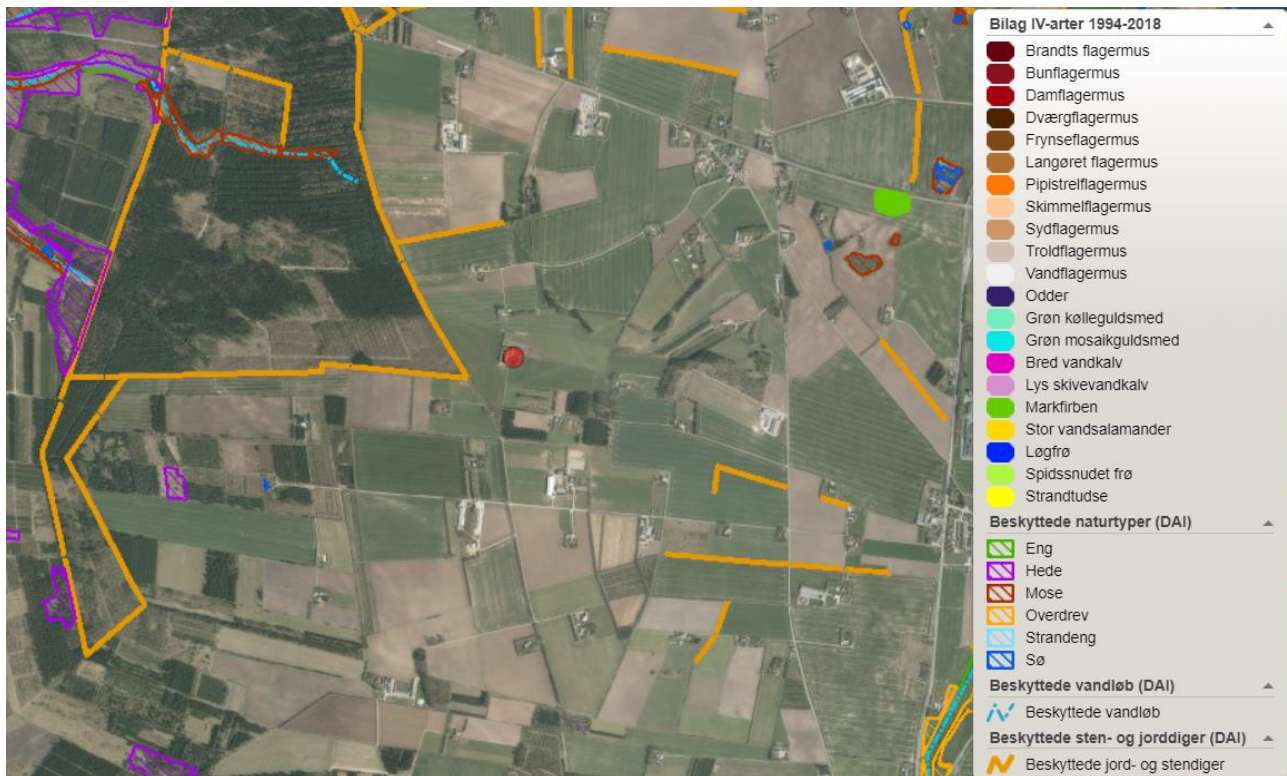 Bilag IV-arter 1994-2018
Brandts flagermus
Bunflagermus
Damflagermus
Dværgflagermus
Frynseflagermus
Langøret flagermus
Pipistrelflagermus
Skimmelflagermus
Sydflagermus
Troldflagermus
Vandflagermus
Odder
Grøn kølleguldsmed
Grøn mosaikguldsmed
Bred vandkalv
Lys skivevandkalv
Markfirben
Stor vandsalamander
Løgfrø
Spidssnudet frø
Strandtudse
Beskyttede naturtyper (DAI)
Eng
Hede
Mose
Overdrev
Strandeng
Sø
Beskyttede vandløb (DAI)
Beskyttede vandløb
Beskyttede sten- og jorddiger (DAI)
Beskyttede jord- og stendiger